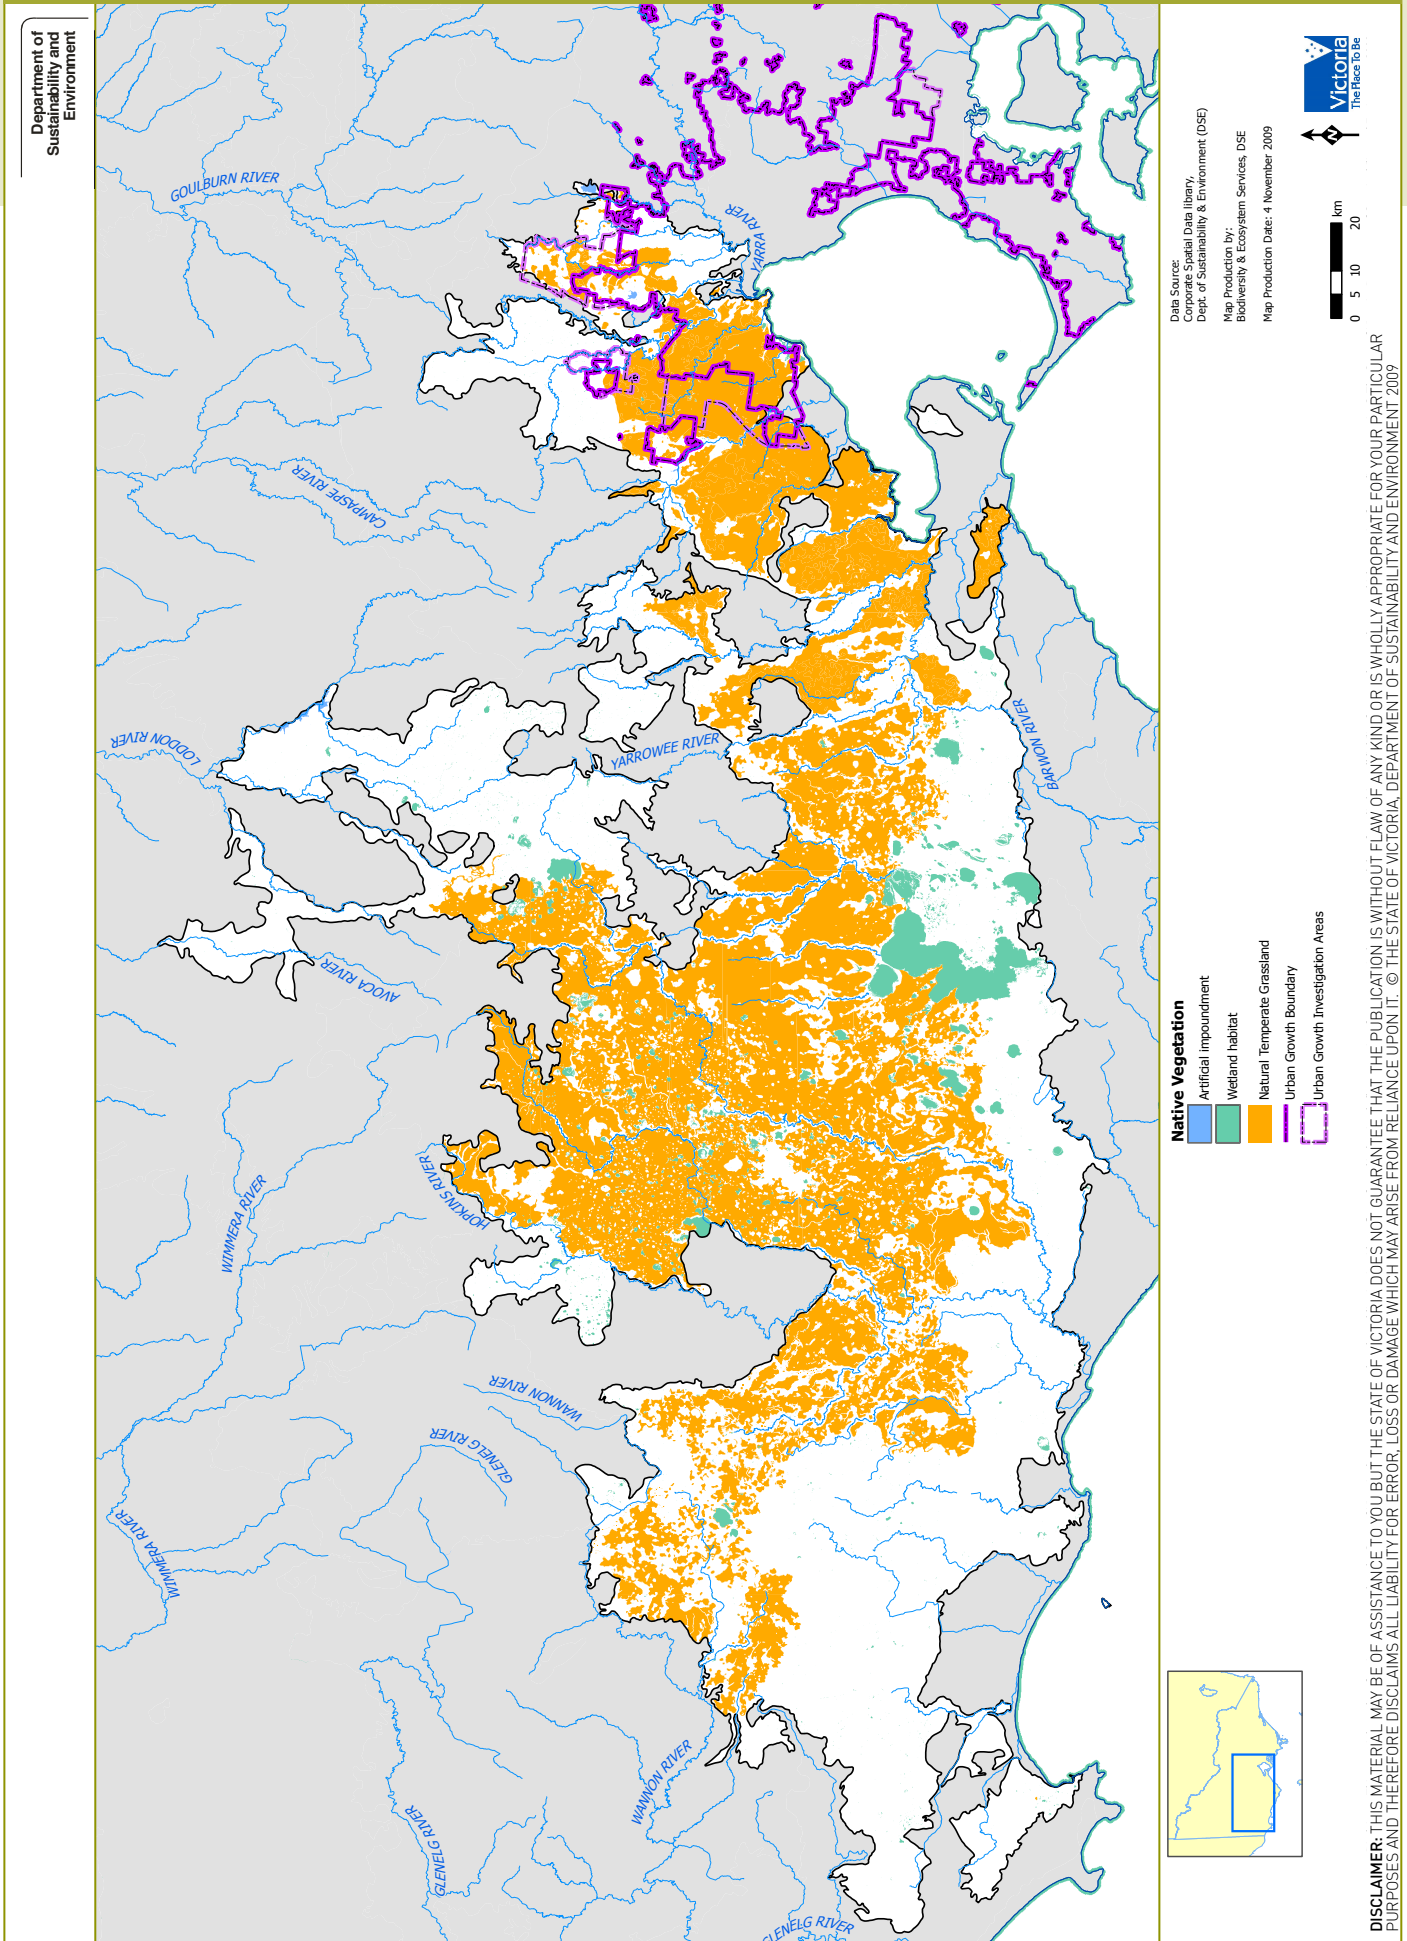 Department of
Sustainability and
Environment
GOULBURN RIVER
YARRA RIVER
CAMPASPE RIVER
LODDON RIVER
YARROWEE RIVER
BARWON RIVER
AVOCA RIVER
HOPKINS RIVER
WIMMERA RIVER
WANNON RIVER
GLENELG RIVER
WIMMERA RIVER
WANNON RIVER
GLENELG RIVER
GLENELG RIVER
Native Vegetation
Artificial impoundment
Wetland habitat
Natural Temperate Grassland
Urban Growth Boundary
Urban Growth Investigation Areas
Data Source:
Corporate Spatial Data library,
Dept. of Sustainability & Environment (DSE)
Map Production by:
Biodiversity & Ecosystem Services, DSE
Map Production Date: 4 November 2009
0 5 10 20
km
N
Victoria
The Place To Be
DISCLAIMER: THIS MATERIAL MAY BE OF ASSISTANCE TO YOU BUT THE STATE OF VICTORIA DOES NOT GUARANTEE THAT THE PUBLICATION IS WITHOUT FLAW OF ANY KIND OR IS WHOLLY APPROPRIATE FOR YOUR PARTICULAR
PURPOSES AND THEREFORE DISCLAIMS ALL LIABILITY FOR ERROR, LOSS OR DAMAGE WHICH MAY ARISE FROM RELIANCE UPON IT. © THE STATE OF VICTORIA, DEPARTMENT OF SUSTAINABILITY AND ENVIRONMENT 2009